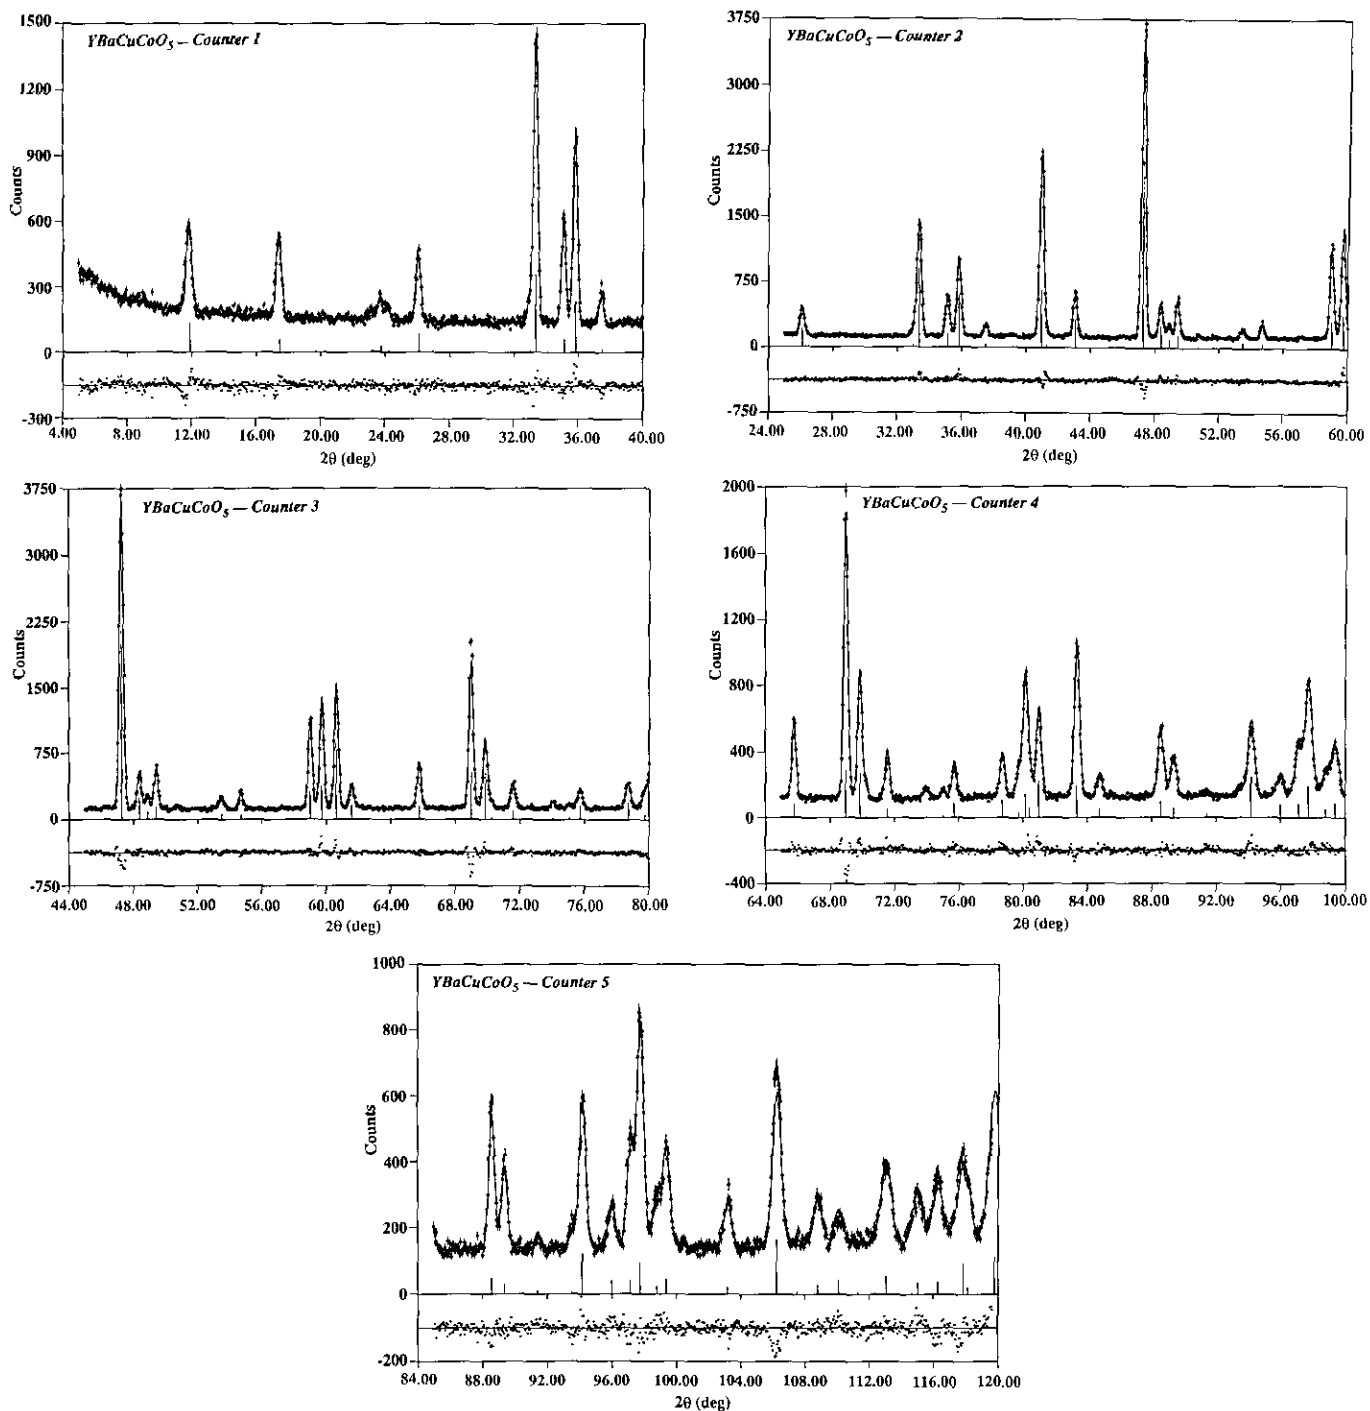 YBaCuCoO₅ — Counter 1
Counts
1500
1200
900
600
300
0
-300
4.00 8.00 12.00 16.00 20.00 24.00 28.00 32.00 36.00 40.00
2θ (deg)
YBaCuCoO₅ — Counter 2
Counts
3750
3000
2250
1500
750
0
-750
24.00 28.00 32.00 36.00 40.00 44.00 48.00 52.00 56.00 60.00
2θ (deg)
YBaCuCoO₅ — Counter 3
Counts
3750
3000
2250
1500
750
0
-750
44.00 48.00 52.00 56.00 60.00 64.00 68.00 72.00 76.00 80.00
2θ (deg)
YBaCuCoO₅ — Counter 4
Counts
2000
1600
1200
800
400
0
-400
64.00 68.00 72.00 76.00 80.00 84.00 88.00 92.00 96.00 100.00
2θ (deg)
YBaCuCoO₅ — Counter 5
Counts
1000
800
600
400
200
0
-200
84.00 88.00 92.00 96.00 100.00 104.00 108.00 112.00 116.00 120.00
2θ (deg)